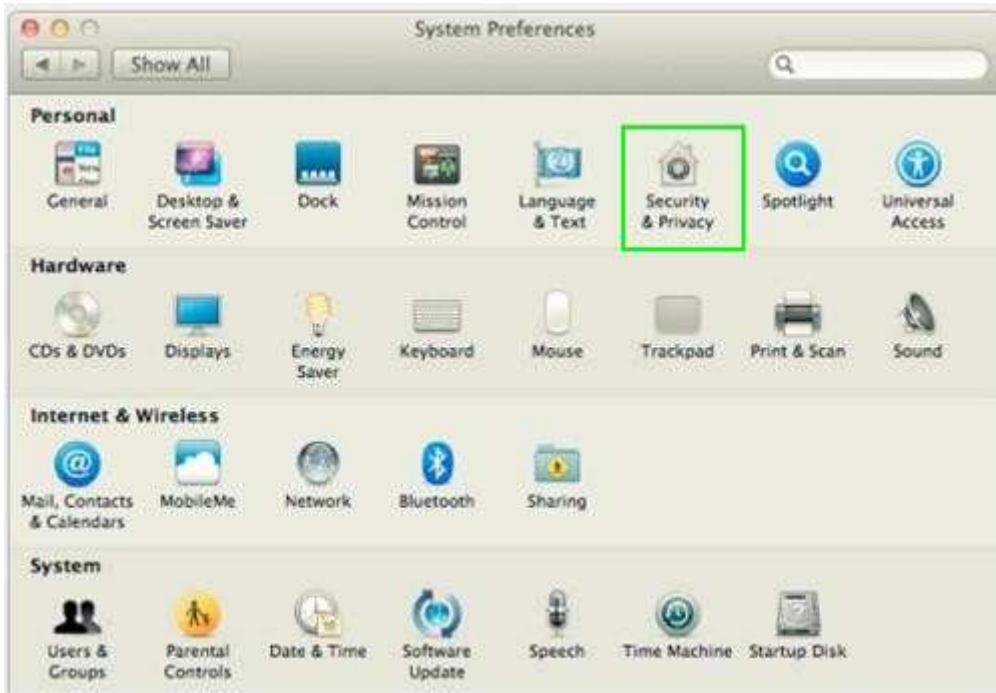 System Preferences
Show All
Personal
General
Desktop &
Screen Saver
Dock
Mission
Control
Language
& Text
Security
& Privacy
Spotlight
Universal
Access
Hardware
CDs & DVDs
Displays
Energy
Saver
Keyboard
Mouse
Trackpad
Print & Scan
Sound
Internet & Wireless
Mail, Contacts
& Calendars
MobileMe
Network
Bluetooth
Sharing
System
Users &
Groups
Parental
Controls
Date & Time
Software
Update
Speech
Time Machine
Startup Disk